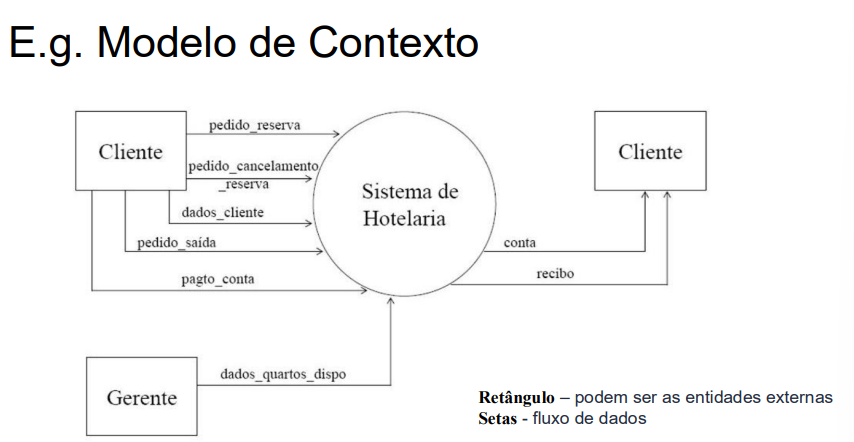 E.g. Modelo de Contexto
Cliente
pedido_reserva
pedido_cancelamento
_reserva
dados_cliente
pedido_saída
pagto_conta
Sistema de
Hotelaria
Cliente
conta
recibo
Gerente
dados_quartos_dispo
Retângulo – podem ser as entidades externas
Setas - fluxo de dados